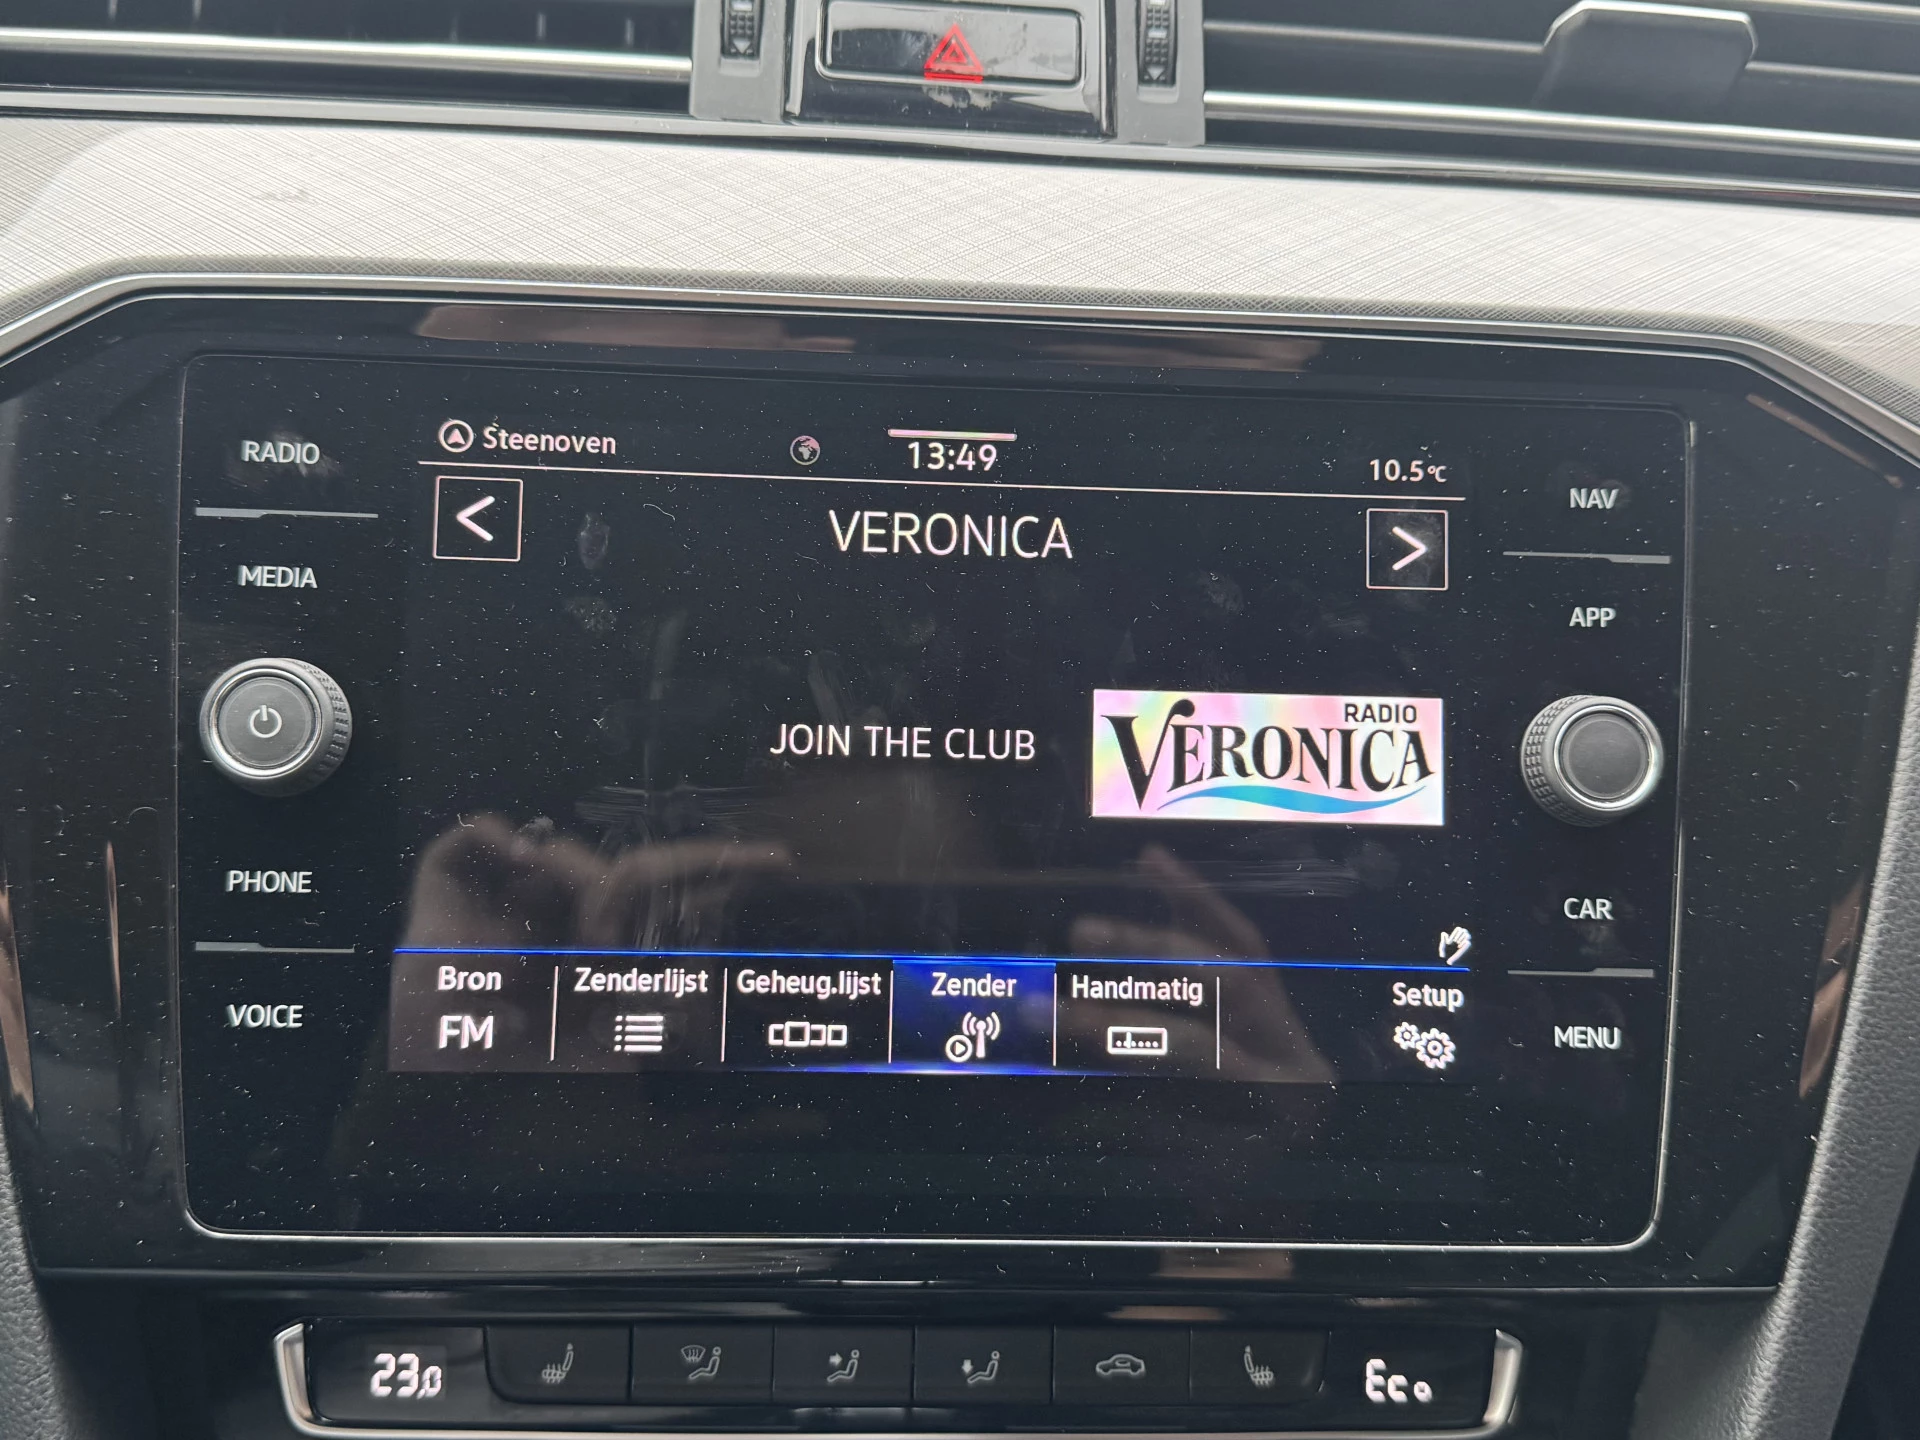 RADIO
MEDIA
PHONE
VOICE
Steenoven
13:49
10.5°C
<
VERONICA
>
JOIN THE CLUB
RADIO
VERONICA
Bron
FM
Zenderlijst
Geheug.lijst
Zender
Handmatig
Setup
NAV
APP
CAR
MENU
23,0
Eco